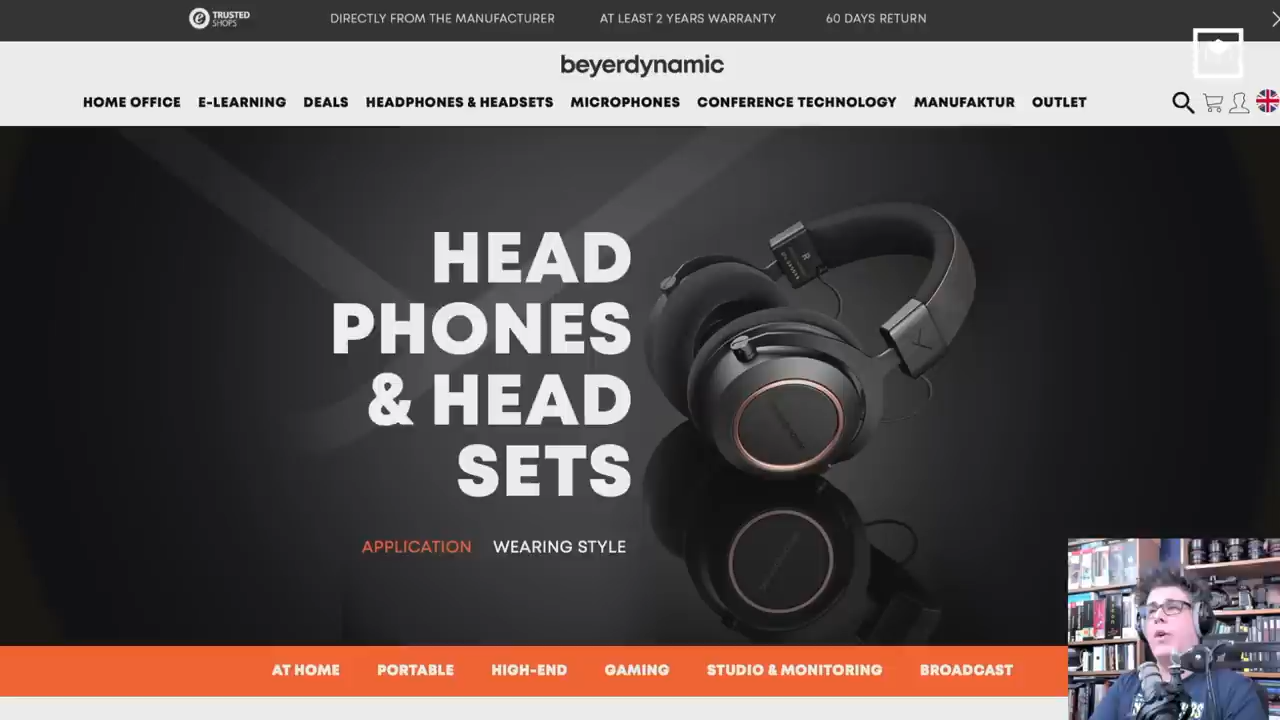 TRUSTED
SHOPS
DIRECTLY FROM THE MANUFACTURER
AT LEAST 2 YEARS WARRANTY
60 DAYS RETURN
beyerdynamic
HOME OFFICE
E-LEARNING
DEALS
HEADPHONES & HEADSETS
MICROPHONES
CONFERENCE TECHNOLOGY
MANUFAKTUR
OUTLET
HEAD
PHONES
& HEAD
SETS
R
APPLICATION
WEARING STYLE
AT HOME
PORTABLE
HIGH-END
GAMING
STUDIO & MONITORING
BROADCAST